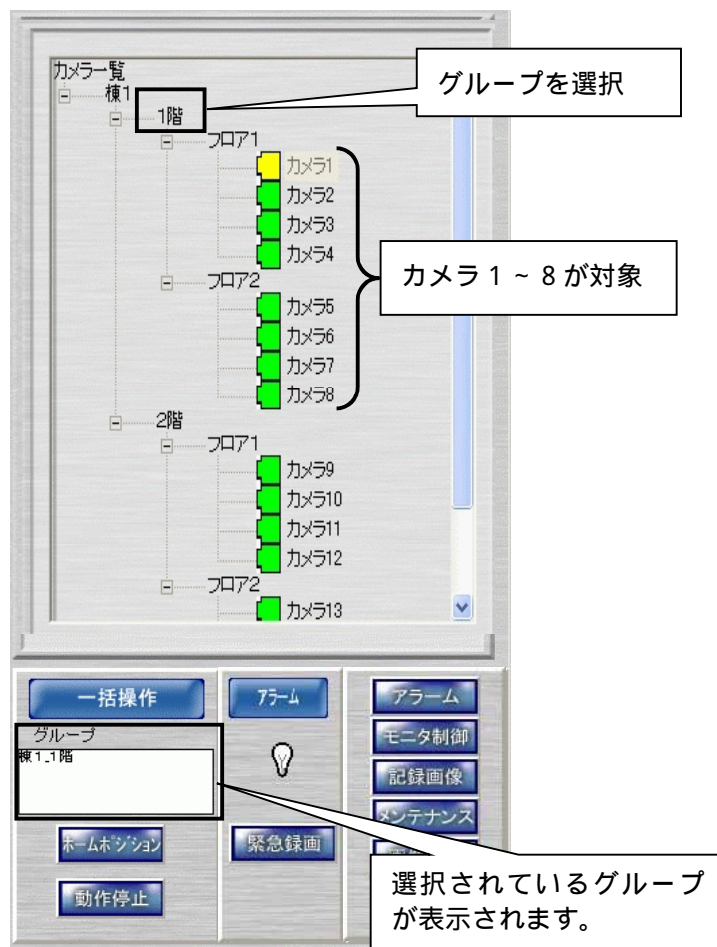 カメラ一覧
棟1
1階
フロア1
カメラ1
カメラ2
カメラ3
カメラ4
フロア2
カメラ5
カメラ6
カメラ7
カメラ8
2階
フロア1
カメラ9
カメラ10
カメラ11
カメラ12
フロア2
カメラ13
グループを選択
カメラ 1 ~ 8 が対象
一括操作
グループ
棟1_1階
ホームポジション
動作停止
アラーム
緊急録画
アラーム
モニタ制御
記録画像
メンテナンス
選択されているグループ
が表示されます。